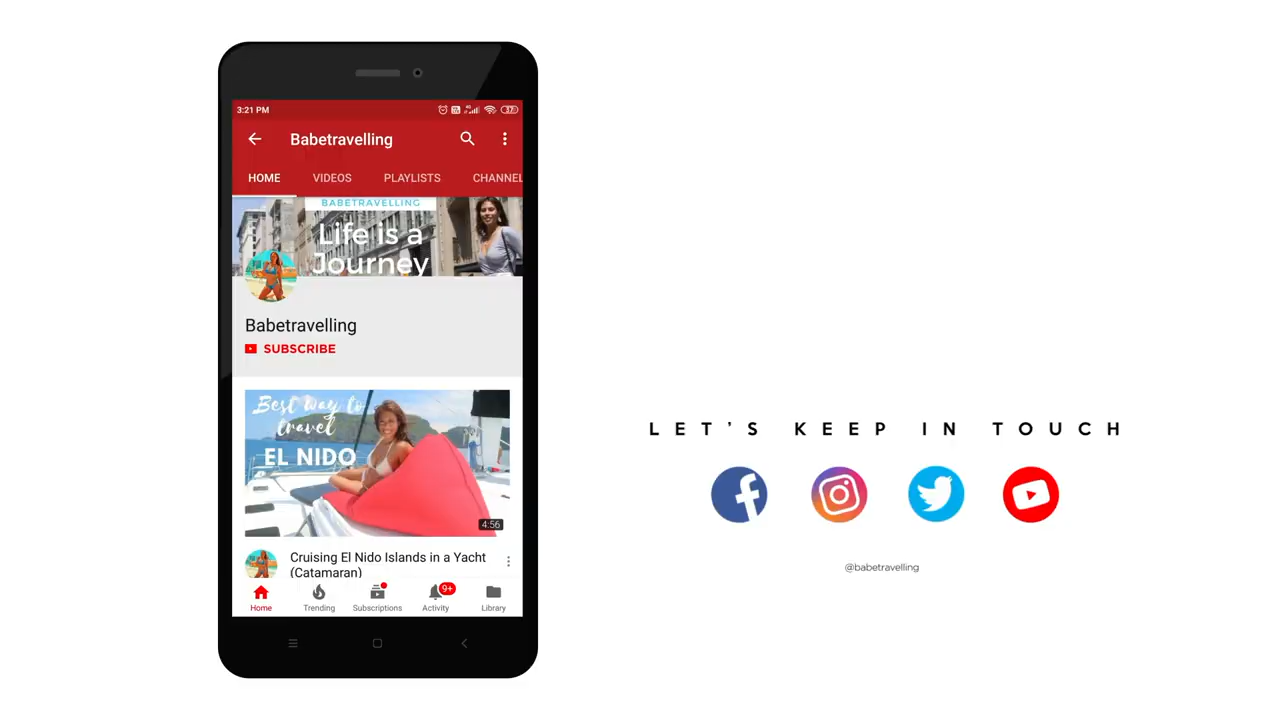 3:21 PM
37
Babetravelling
HOME VIDEOS PLAYLISTS CHANNEL
BABETRAVELLING
Life is a
Journey
Babetravelling
SUBSCRIBE
Best way to
travel
EL NIDO
4:56
Cruising El Nido Islands in a Yacht
(Catamaran)
9+
Home Trending Subscriptions Activity Library
LET'S KEEP IN TOUCH
@babetravelling